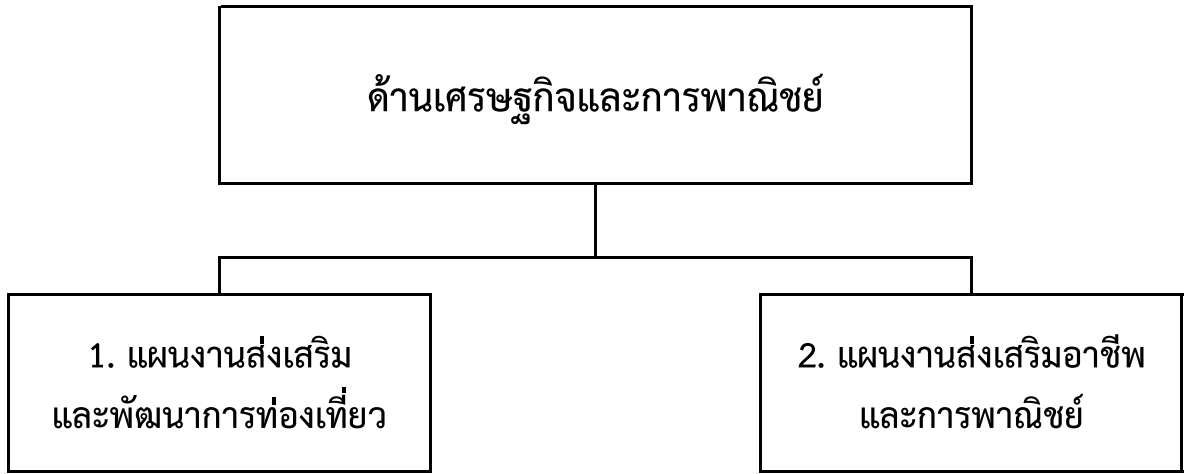 ด้านเศรษฐกิจและการพาณิชย์
1. แผนงานส่งเสริม
และพัฒนาการท่องเที่ยว
2. แผนงานส่งเสริมอาชีพ
และการพาณิชย์